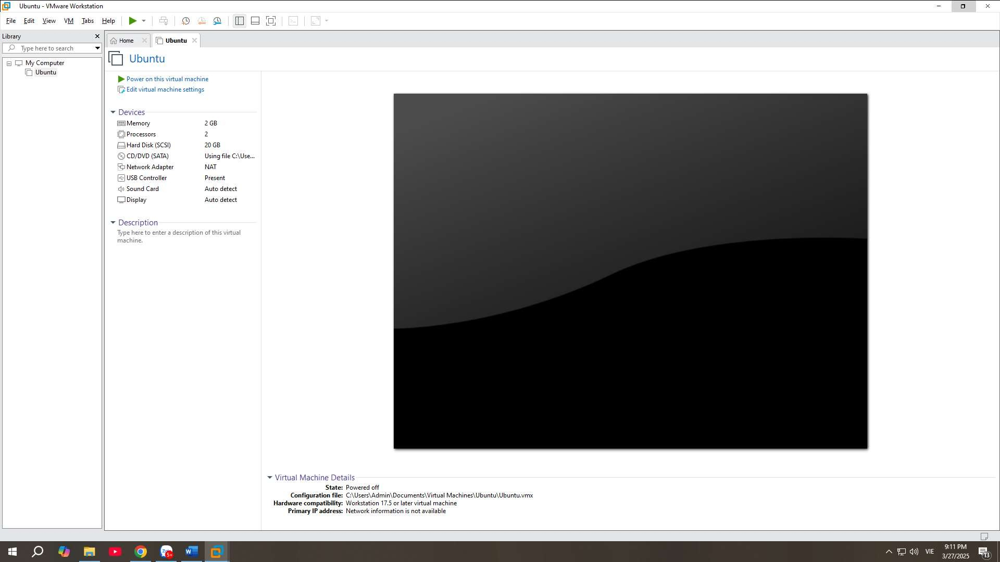 Ubuntu - VMware Workstation
File Edit View VM Tabs Help
Library
Type here to search
My Computer
Ubuntu
Home
Ubuntu
Ubuntu
Power on this virtual machine
Edit virtual machine settings
Devices
Memory 2 GB
Processors 2
Hard Disk (SCSI) 20 GB
CD/DVD (SATA) Using file C:\Use...
Network Adapter NAT
USB Controller Present
Sound Card Auto detect
Display Auto detect
Description
Type here to enter a description of this virtual
machine.
Virtual Machine Details
State: Powered off
Configuration file: C:\Users\Admin\Documents\Virtual Machines\Ubuntu\Ubuntu.vmx
Hardware compatibility: Workstation 17.5 or later virtual machine
Primary IP address: Network information is not available
Zalo
5+
W
VIE
9:11 PM
3/27/2025
13